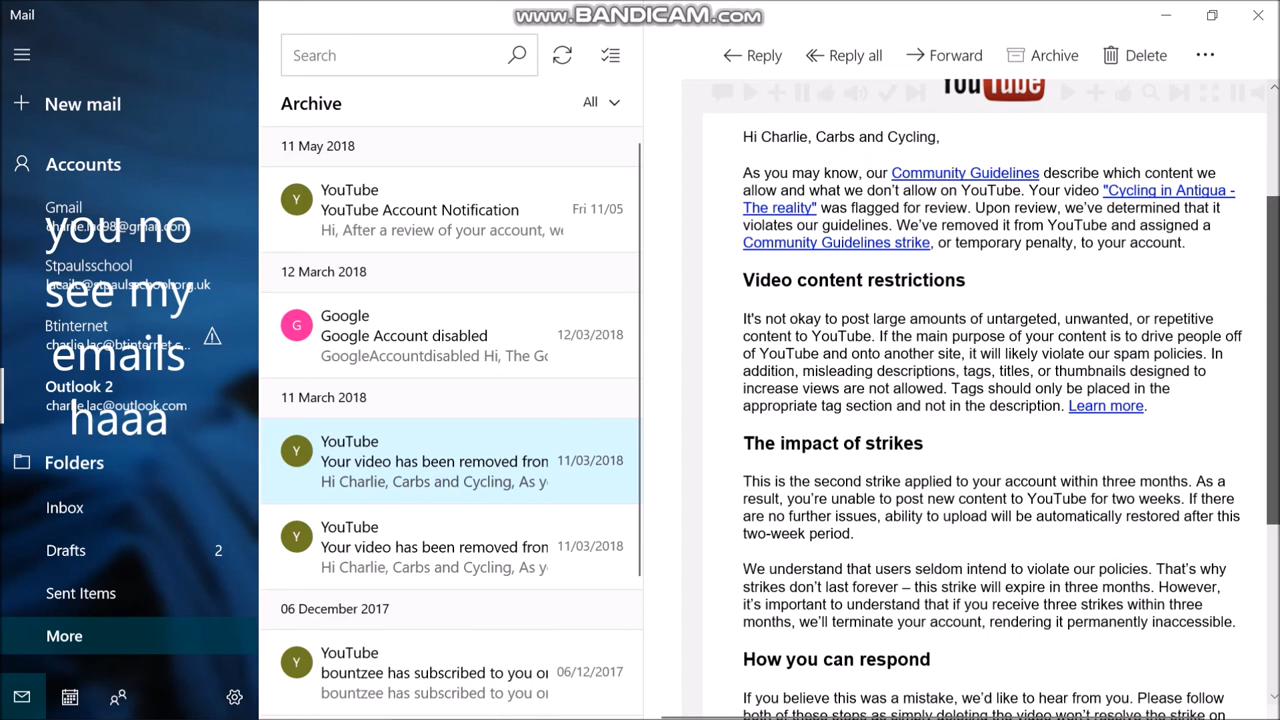 Mail
www.BANDICAM.com
Search
Reply
Reply all
Forward
Archive
Delete
New mail
Accounts
Gmail
Stpaulsschool
Btinternet
Outlook 2
you no
see my
emails
haaa
Folders
Inbox
Drafts 2
Sent Items
More
Archive
All
11 May 2018
Y
YouTube
YouTube Account Notification Fri 11/05
Hi, After a review of your account, we
12 March 2018
G
Google
Google Account disabled 12/03/2018
GoogleAccountdisabled Hi, The Go
11 March 2018
Y
YouTube
Your video has been removed from 11/03/2018
Hi Charlie, Carbs and Cycling, As y
Y
YouTube
Your video has been removed from 11/03/2018
Hi Charlie, Carbs and Cycling, As y
06 December 2017
Y
YouTube
bountzee has subscribed to you on 06/12/2017
bountzee has subscribed to you on
YouTube
Hi Charlie, Carbs and Cycling,
As you may know, our Community Guidelines describe which content we
allow and what we don't allow on YouTube. Your video "Cycling in Antigua -
The reality" was flagged for review. Upon review, we've determined that it
violates our guidelines. We've removed it from YouTube and assigned a
Community Guidelines strike, or temporary penalty, to your account.
Video content restrictions
It's not okay to post large amounts of untargeted, unwanted, or repetitive
content to YouTube. If the main purpose of your content is to drive people off
of YouTube and onto another site, it will likely violate our spam policies. In
addition, misleading descriptions, tags, titles, or thumbnails designed to
increase views are not allowed. Tags should only be placed in the
appropriate tag section and not in the description. Learn more.
The impact of strikes
This is the second strike applied to your account within three months. As a
result, you're unable to post new content to YouTube for two weeks. If there
are no further issues, ability to upload will be automatically restored after this
two-week period.
We understand that users seldom intend to violate our policies. That's why
strikes don't last forever – this strike will expire in three months. However,
it's important to understand that if you receive three strikes within three
months, we'll terminate your account, rendering it permanently inaccessible.
How you can respond
If you believe this was a mistake, we'd like to hear from you. Please follow
both of these steps as simply deleting the video won't resolve the strike on